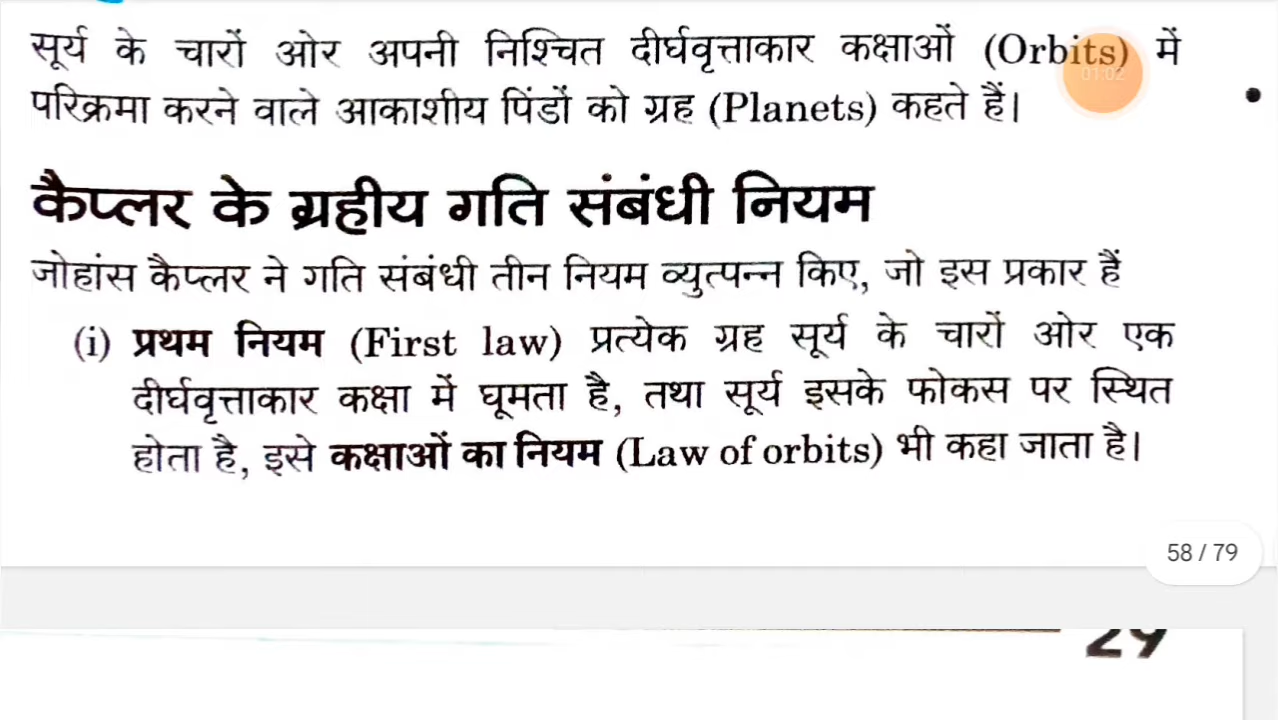 सूर्य के चारों ओर अपनी निश्चित दीर्घवृत्ताकार कक्षाओं (Orbits) में
01:02
परिक्रमा करने वाले आकाशीय पिंडों को ग्रह (Planets) कहते हैं।
कैप्लर के ग्रहीय गति संबंधी नियम
जोहांस कैप्लर ने गति संबंधी तीन नियम व्युत्पन्न किए, जो इस प्रकार हैं
(i) प्रथम नियम (First law) प्रत्येक ग्रह सूर्य के चारों ओर एक
दीर्घवृत्ताकार कक्षा में घूमता है, तथा सूर्य इसके फोकस पर स्थित
होता है, इसे कक्षाओं का नियम (Law of orbits) भी कहा जाता है।
58 / 79
29